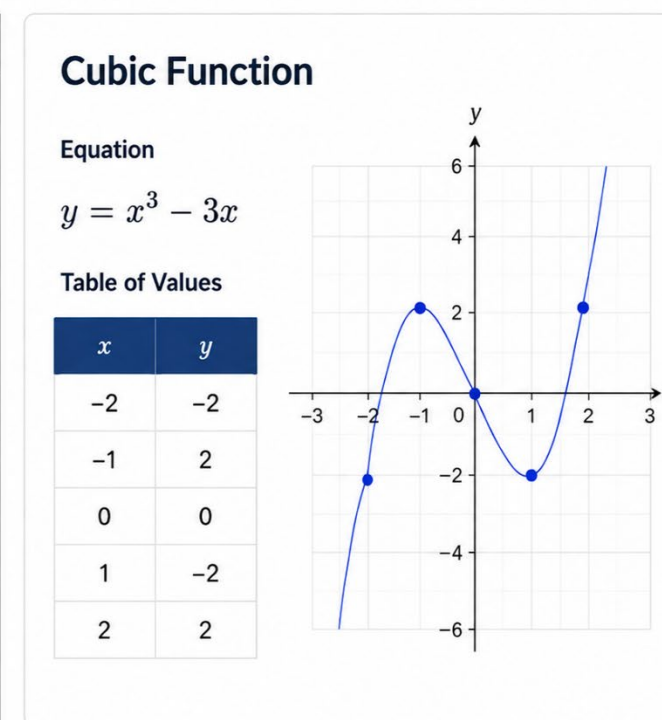 Cubic Function
Equation
y = x³ − 3x
Table of Values
x y
−2 −2
−1 2
0 0
1 −2
2 2
y
6
4
2
−3 −2 −1 0 1 2 3
−2
−4
−6